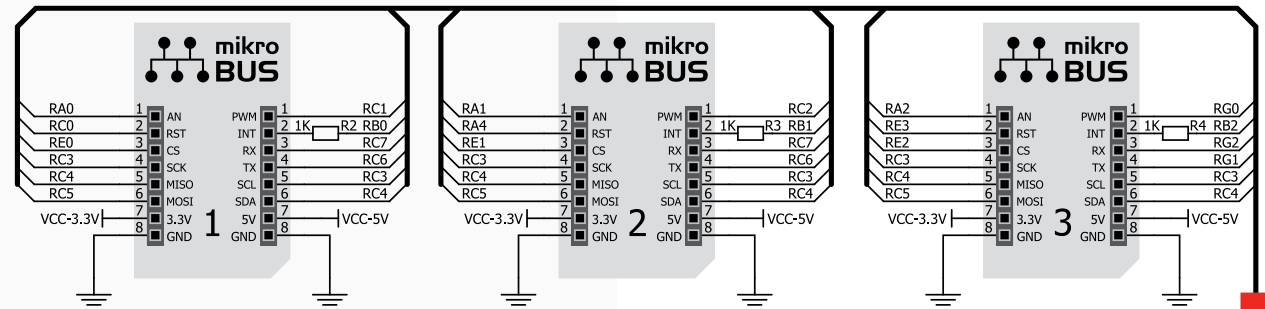 mikro
BUS
RA0 1 AN PWM 1 RC1
RC0 2 RST INT 2 1K R2 RB0
RE0 3 CS RX 3 RC7
RC3 4 SCK TX 4 RC6
RC4 5 MISO SCL 5 RC3
RC5 6 MOSI SDA 6 RC4
VCC-3.3V 7 3.3V 5V 7 VCC-5V
8 GND 1 GND 8
mikro
BUS
RA1 1 AN PWM 1 RC2
RA4 2 RST INT 2 1K R3 RB1
RE1 3 CS RX 3 RC7
RC3 4 SCK TX 4 RC6
RC4 5 MISO SCL 5 RC3
RC5 6 MOSI SDA 6 RC4
VCC-3.3V 7 3.3V 5V 7 VCC-5V
8 GND 2 GND 8
mikro
BUS
RA2 1 AN PWM 1 RG0
RE3 2 RST INT 2 1K R4 RB2
RE2 3 CS RX 3 RG2
RC3 4 SCK TX 4 RG1
RC4 5 MISO SCL 5 RC3
RC5 6 MOSI SDA 6 RC4
VCC-3.3V 7 3.3V 5V 7 VCC-5V
8 GND 3 GND 8